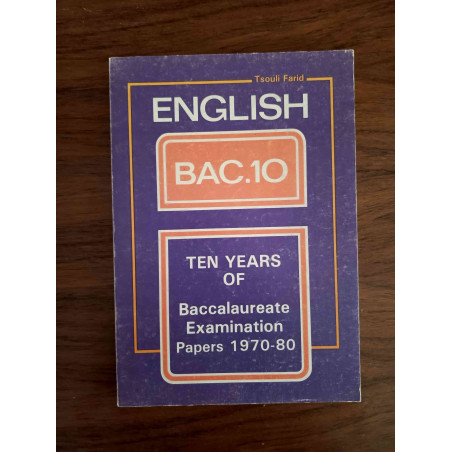 Tsouli Farid
ENGLISH
BAC.10
TEN YEARS
OF
Baccalaureate
Examination
Papers 1970-80